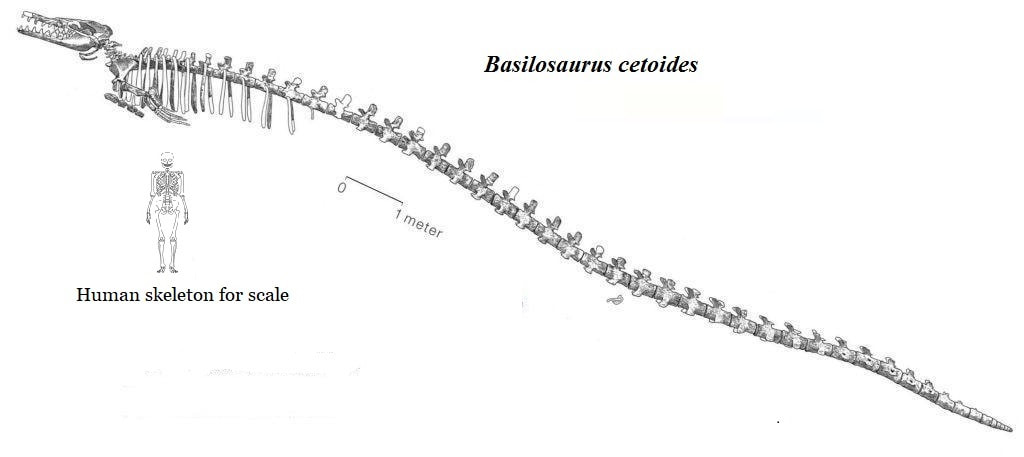 Basilosaurus cetoides
0
1 meter
Human skeleton for scale